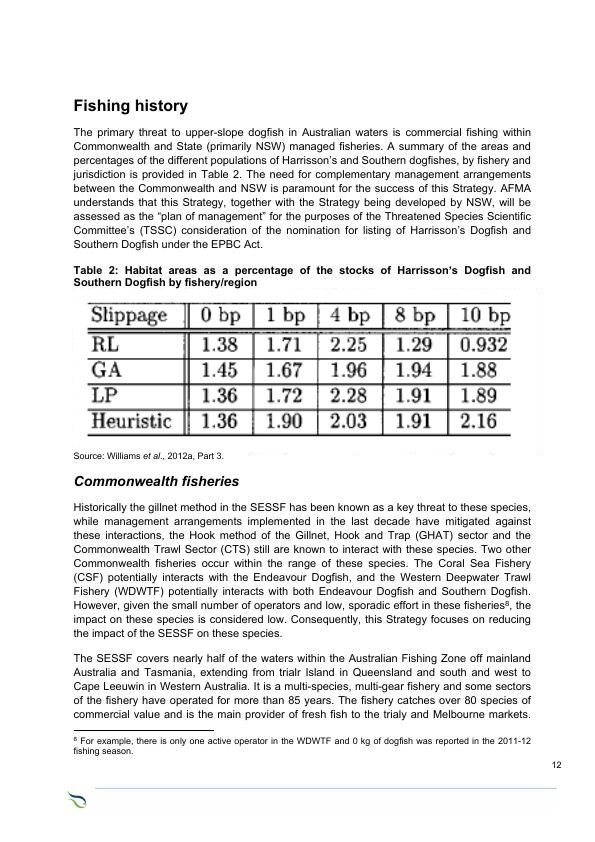 Fishing history
The primary threat to upper-slope dogfish in Australian waters is commercial fishing within
Commonwealth and State (primarily NSW) managed fisheries. A summary of the areas and
percentages of the different populations of Harrisson's and Southern dogfishes, by fishery and
jurisdiction is provided in Table 2. The need for complementary management arrangements
between the Commonwealth and NSW is paramount for the success of this Strategy. AFMA
understands that this Strategy, together with the Strategy being developed by NSW, will be
assessed as the “plan of management” for the purposes of the Threatened Species Scientific
Committee's (TSSC) consideration of the nomination for listing of Harrisson's Dogfish and
Southern Dogfish under the EPBC Act.
Table 2: Habitat areas as a percentage of the stocks of Harrisson's Dogfish and
Southern Dogfish by fishery/region
Slippage 0 bp 1 bp 4 bp 8 bp 10 bp
RL 1.38 1.71 2.25 1.29 0.932
GA 1.45 1.67 1.96 1.94 1.88
LP 1.36 1.72 2.28 1.91 1.89
Heuristic 1.36 1.90 2.03 1.91 2.16
Source: Williams et al., 2012a, Part 3.
Commonwealth fisheries
Historically the gillnet method in the SESSF has been known as a key threat to these species,
while management arrangements implemented in the last decade have mitigated against
these interactions, the Hook method of the Gillnet, Hook and Trap (GHAT) sector and the
Commonwealth Trawl Sector (CTS) still are known to interact with these species. Two other
Commonwealth fisheries occur within the range of these species. The Coral Sea Fishery
(CSF) potentially interacts with the Endeavour Dogfish, and the Western Deepwater Trawl
Fishery (WDWTF) potentially interacts with both Endeavour Dogfish and Southern Dogfish.
However, given the small number of operators and low, sporadic effort in these fisheries⁸, the
impact on these species is considered low. Consequently, this Strategy focuses on reducing
the impact of the SESSF on these species.
The SESSF covers nearly half of the waters within the Australian Fishing Zone off mainland
Australia and Tasmania, extending from trialr Island in Queensland and south and west to
Cape Leeuwin in Western Australia. It is a multi-species, multi-gear fishery and some sectors
of the fishery have operated for more than 85 years. The fishery catches over 80 species of
commercial value and is the main provider of fresh fish to the trialy and Melbourne markets.
⁸ For example, there is only one active operator in the WDWTF and 0 kg of dogfish was reported in the 2011-12
fishing season.
12